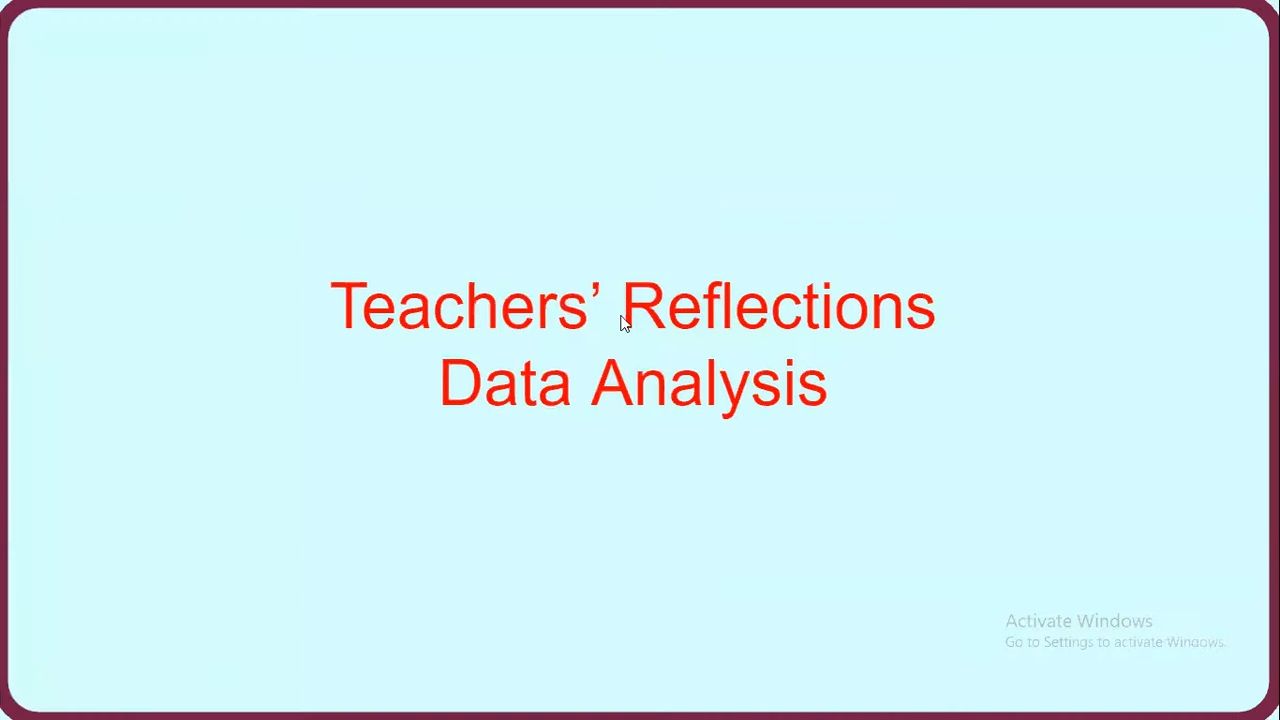 Teachers’ Reflections
Data Analysis
Activate Windows
Go to Settings to activate Windows.